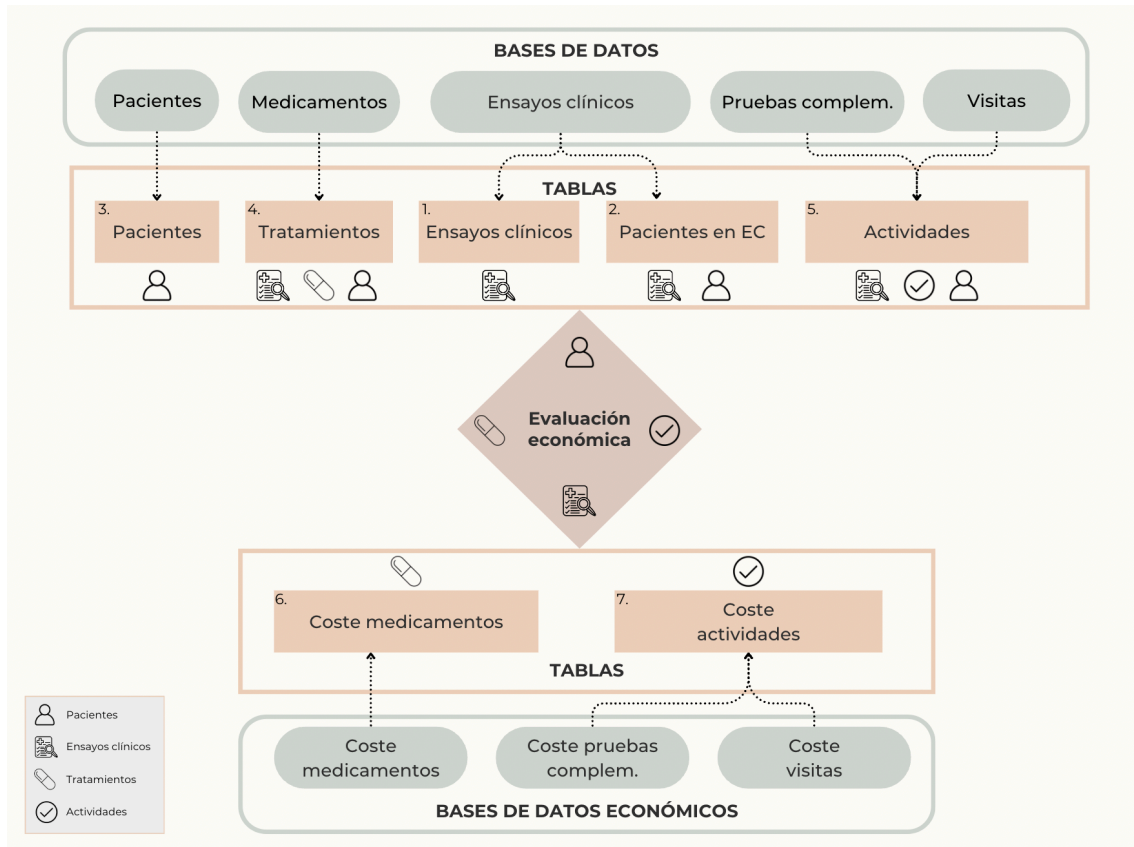 BASES DE DATOS
Pacientes
Medicamentos
Ensayos clínicos
Pruebas complem.
Visitas
TABLAS
3.
Pacientes
4.
Tratamientos
1.
Ensayos clínicos
2.
Pacientes en EC
5.
Actividades
Evaluación
económica
6.
Coste medicamentos
7.
Coste
actividades
TABLAS
Coste
medicamentos
Coste pruebas
complem.
Coste
visitas
BASES DE DATOS ECONÓMICOS
Pacientes
Ensayos clínicos
Tratamientos
Actividades